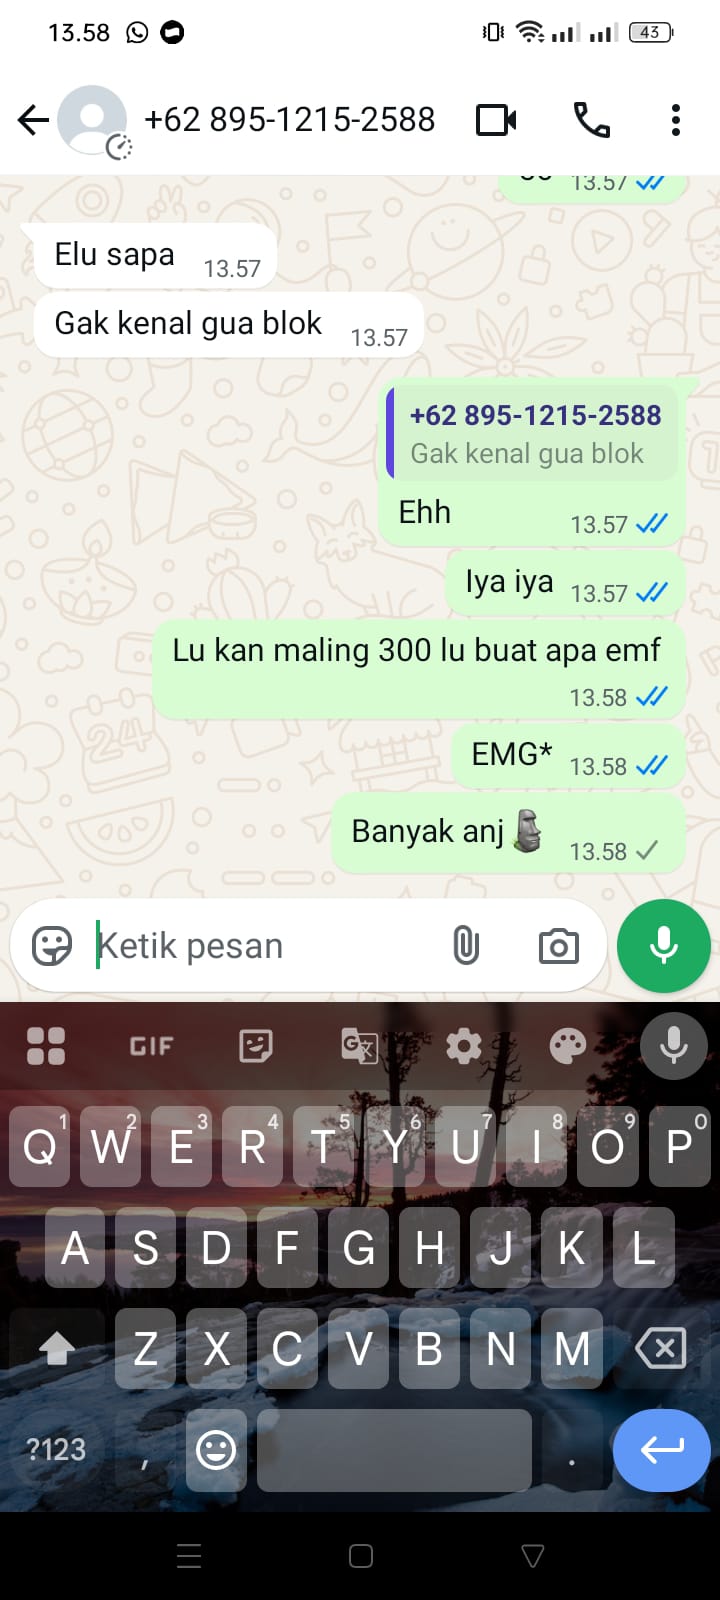 13.58
43
+62 895-1215-2588
13.57
Elu sapa 13.57
Gak kenal gua blok 13.57
+62 895-1215-2588
Gak kenal gua blok
Ehh 13.57
Iya iya 13.57
Lu kan maling 300 lu buat apa emf
13.58
EMG* 13.58
Banyak anj🗿 13.58
Ketik pesan
GIF
1 2 3 4 5 6 7 8 9 0
Q W E R T Y U I O P
A S D F G H J K L
Z X C V B N M
?123 , .